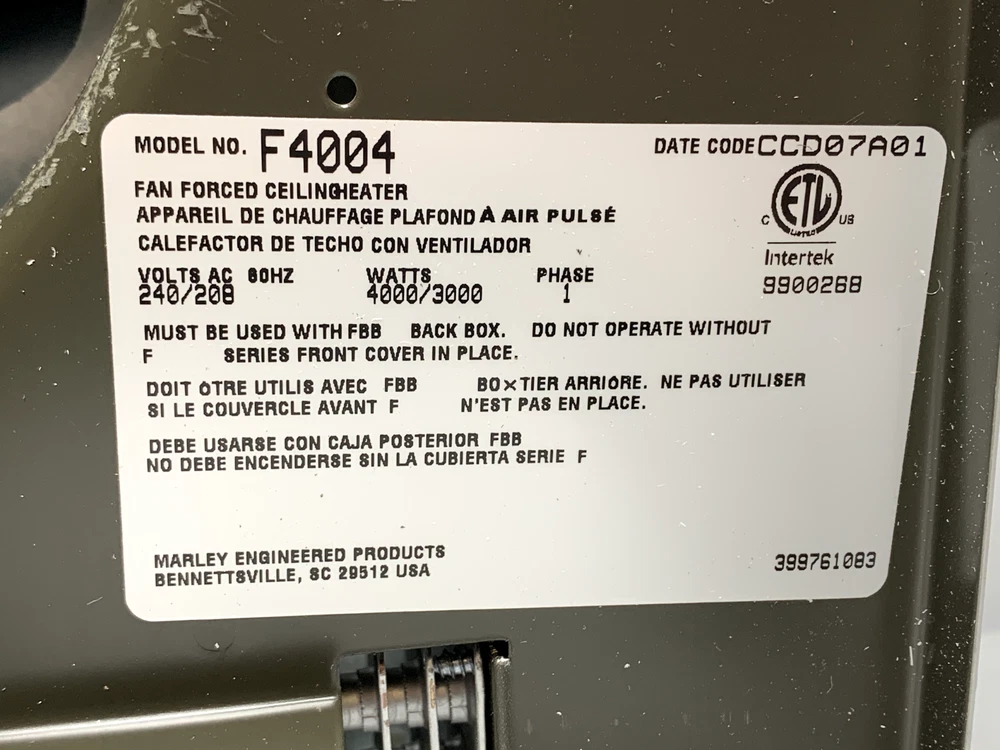 MODEL NO. F4004
DATE CODE CCD07A01
FAN FORCED CEILINGHEATER
APPAREIL DE CHAUFFAGE PLAFOND À AIR PULSÉ
CALEFACTOR DE TECHO CON VENTILADOR
ETL
LISTED
C US
Intertek
9900268
VOLTS AC 60HZ WATTS PHASE
240/208 4000/3000 1
MUST BE USED WITH FBB BACK BOX. DO NOT OPERATE WITHOUT
F SERIES FRONT COVER IN PLACE.
DOIT OTRE UTILIS AVEC FBB BO×TIER ARRIORE. NE PAS UTILISER
SI LE COUVERCLE AVANT F N'EST PAS EN PLACE.
DEBE USARSE CON CAJA POSTERIOR FBB
NO DEBE ENCENDERSE SIN LA CUBIERTA SERIE F
MARLEY ENGINEERED PRODUCTS
BENNETTSVILLE, SC 29512 USA
399761083